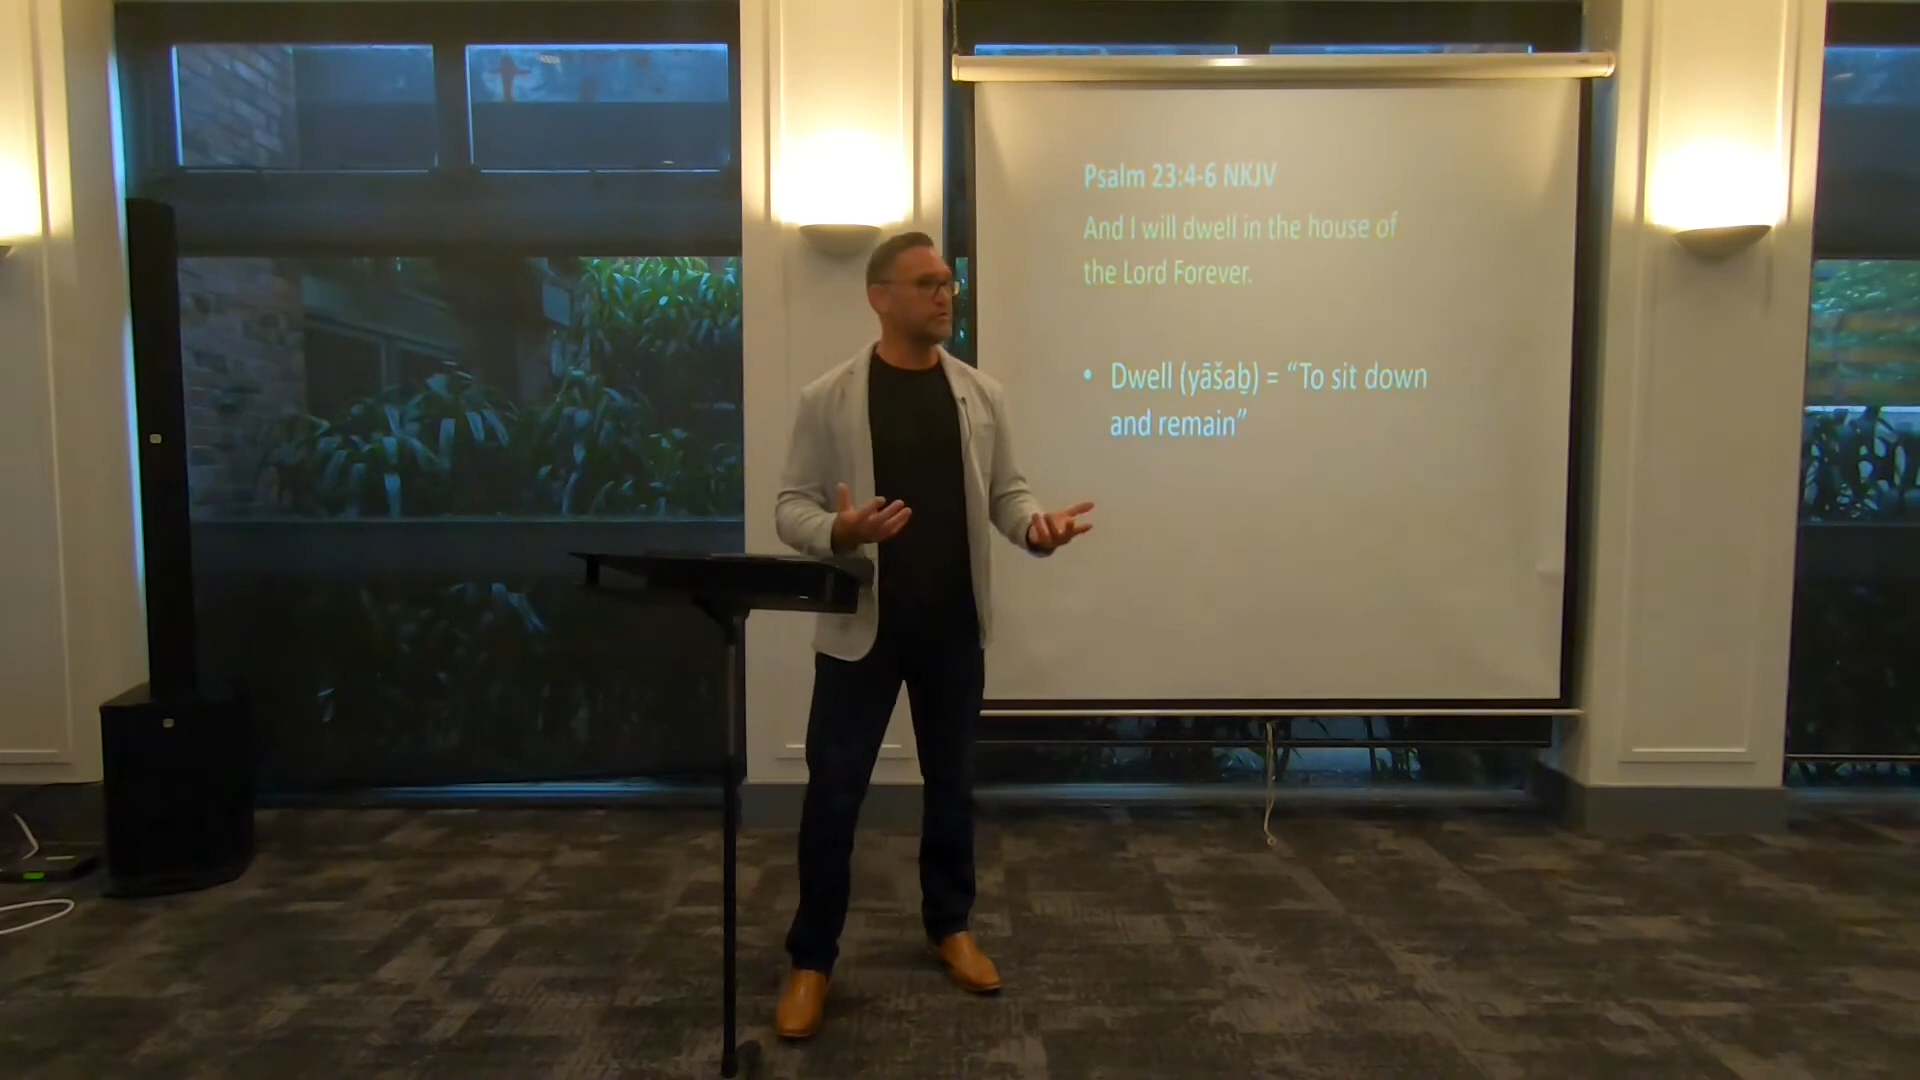 Psalm 23:4-6 NKJV
And I will dwell in the house of
the Lord Forever.
• Dwell (yāšaḇ) = “To sit down
and remain”